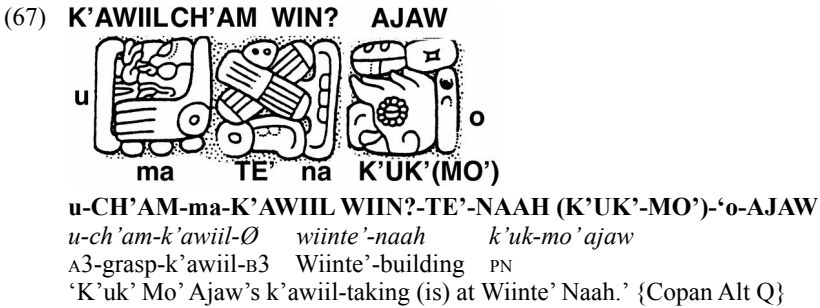 (67) K’AWIILCH’AM WIN? AJAW
u o
ma TE’ na K’UK’(MO’)
u-CH’AM-ma-K’AWIIL WIIN?-TE’-NAAH (K’UK’-MO’)-‘o-AJAW
u-ch’am-k’awiil-Ø wiinte’-naah k’uk-mo’ ajaw
A3-grasp-k’awiil-B3 Wiinte’-building PN
‘K’uk’ Mo’ Ajaw's k’awiil-taking (is) at Wiinte’ Naah.’ {Copan Alt Q}